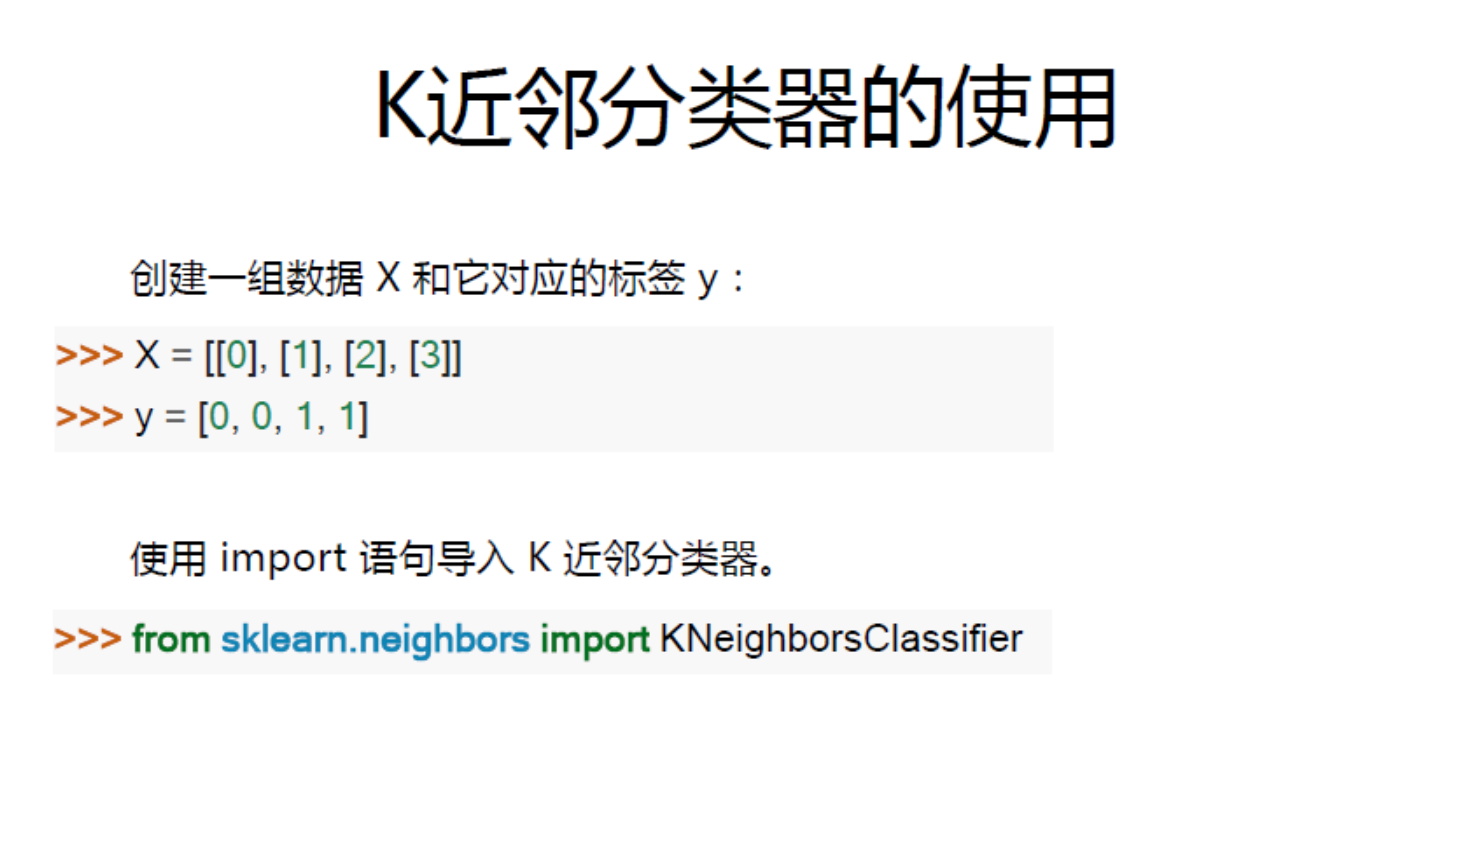 K近邻分类器的使用
创建一组数据 X 和它对应的标签 y：
>>> X = [[0], [1], [2], [3]]
>>> y = [0, 0, 1, 1]
使用 import 语句导入 K 近邻分类器。
>>> from sklearn.neighbors import KNeighborsClassifier